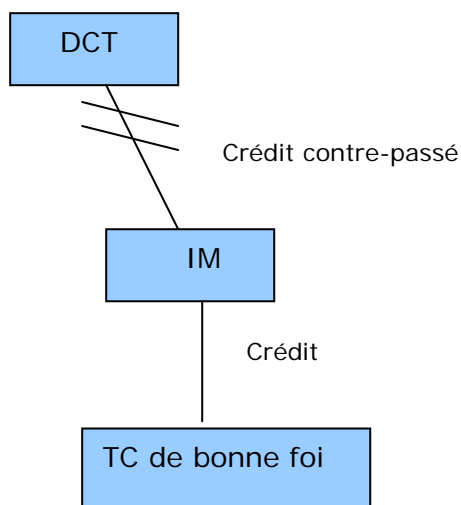 DCT
Crédit contre-passé
IM
Crédit
TC de bonne foi